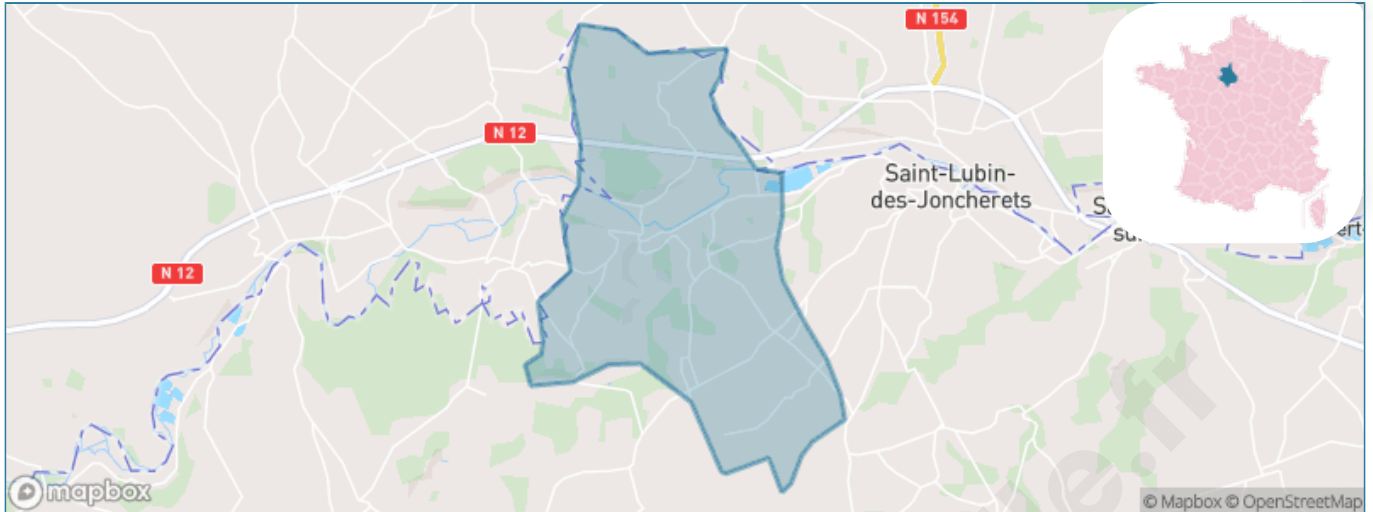 N 154
N 12
Saint-Lubin-
des-Joncherets
N 12
mapbox
© Mapbox © OpenStreetMap